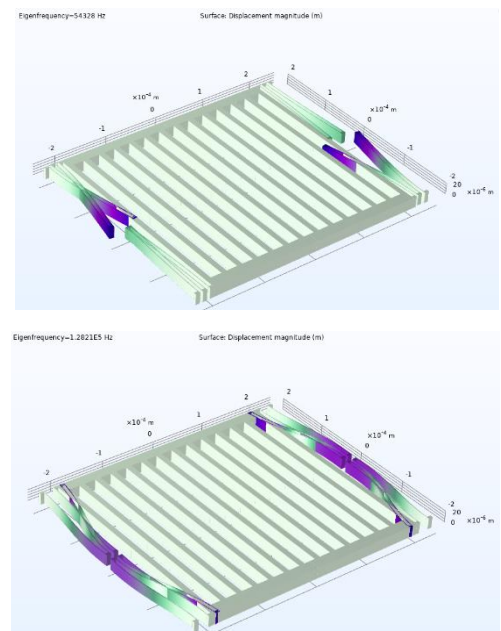 Eigenfrequency=54328 Hz Surface: Displacement magnitude (m)
2
2 ×10⁻⁴ m 1
1 ×10⁻⁴ m
0 0
-1 -1
-2 -2
20
0 ×10⁻⁶ m
Eigenfrequency=1.2821E5 Hz Surface: Displacement magnitude (m)
2
2 1
1 ×10⁻⁴ m
×10⁻⁴ m 0
0
-1 -1
-2 -2
20
0 ×10⁻⁶ m